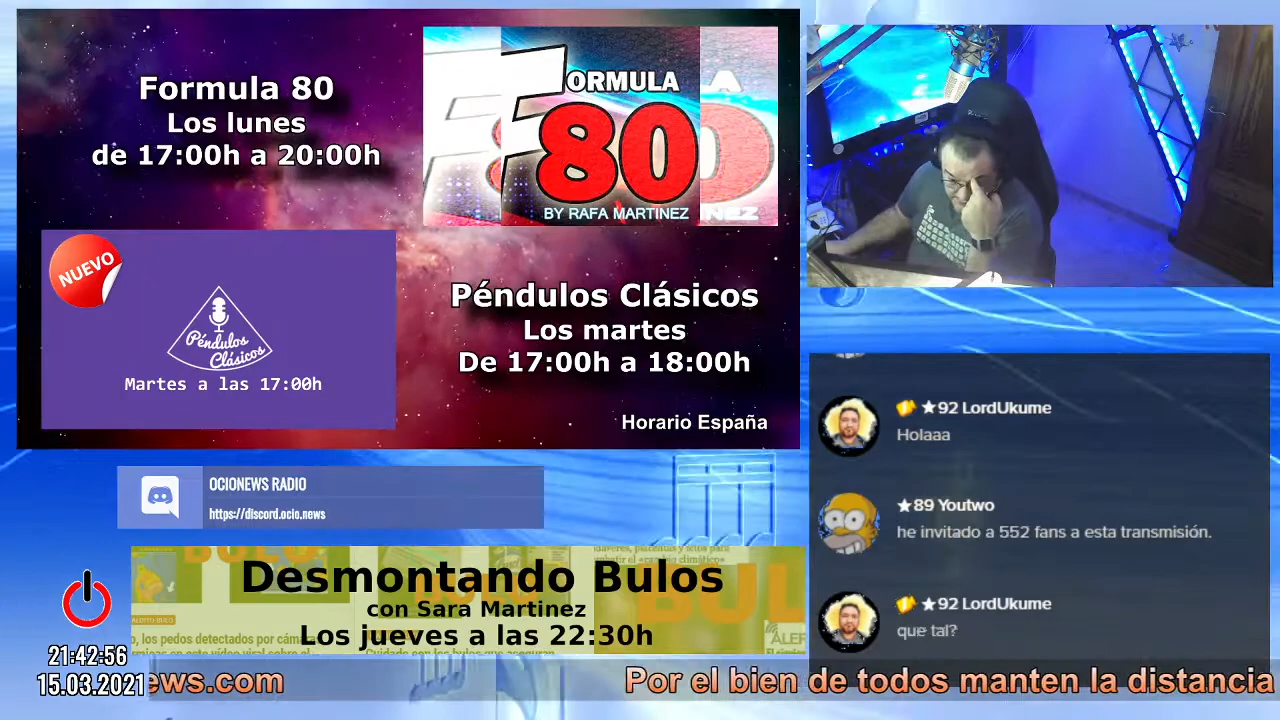 Formula 80
Los lunes
de 17:00h a 20:00h
FORMULA
80
BY RAFA MARTINEZ
NUEVO
Péndulos
Clásicos
Martes a las 17:00h
Péndulos Clásicos
Los martes
De 17:00h a 18:00h
Horario España
★92 LordUkume
Holaaa
★89 Youtwo
he invitado a 552 fans a esta transmisión.
★92 LordUkume
que tal?
OCIONEWS RADIO
https://discord.ocio.news
Desmontando Bulos
con Sara Martinez
Los jueves a las 22:30h
21:42:56
15.03.2021
ews.com
Por el bien de todos manten la distancia